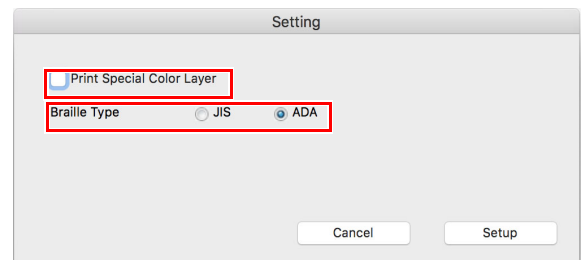 Setting
Print Special Color Layer
Braille Type JIS ADA
Cancel Setup